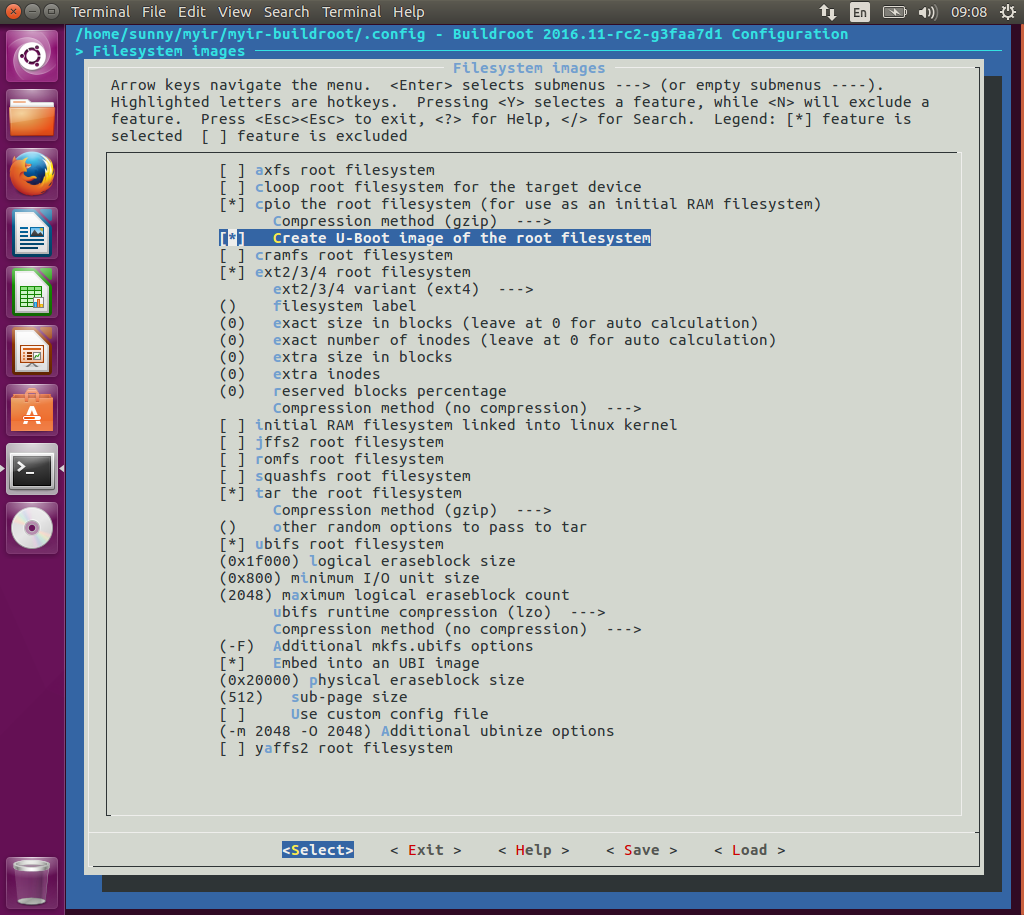 Terminal File Edit View Search Terminal Help En 09:08
/home/sunny/myir/myir-buildroot/.config - Buildroot 2016.11-rc2-g3faa7d1 Configuration
> Filesystem images
Filesystem images
Arrow keys navigate the menu.  <Enter> selects submenus ---> (or empty submenus ----).
Highlighted letters are hotkeys.  Pressing <Y> selectes a feature, while <N> will exclude a
feature.  Press <Esc><Esc> to exit, <?> for Help, </> for Search.  Legend: [*] feature is
selected  [ ] feature is excluded
[ ] axfs root filesystem
[ ] cloop root filesystem for the target device
[*] cpio the root filesystem (for use as an initial RAM filesystem)
Compression method (gzip)  --->
[*]   Create U-Boot image of the root filesystem
[ ] cramfs root filesystem
[*] ext2/3/4 root filesystem
ext2/3/4 variant (ext4)  --->
()    filesystem label
(0)   exact size in blocks (leave at 0 for auto calculation)
(0)   exact number of inodes (leave at 0 for auto calculation)
(0)   extra size in blocks
(0)   extra inodes
(0)   reserved blocks percentage
Compression method (no compression)  --->
[ ] initial RAM filesystem linked into linux kernel
[ ] jffs2 root filesystem
[ ] romfs root filesystem
[ ] squashfs root filesystem
[*] tar the root filesystem
Compression method (gzip)  --->
()    other random options to pass to tar
[*] ubifs root filesystem
(0x1f000) logical eraseblock size
(0x800) minimum I/O unit size
(2048) maximum logical eraseblock count
ubifs runtime compression (lzo)  --->
Compression method (no compression)  --->
(-F)  Additional mkfs.ubifs options
[*]   Embed into an UBI image
(0x20000) physical eraseblock size
(512)   sub-page size
[ ]     Use custom config file
(-m 2048 -O 2048) Additional ubinize options
[ ] yaffs2 root filesystem
<Select>    < Exit >    < Help >    < Save >    < Load >